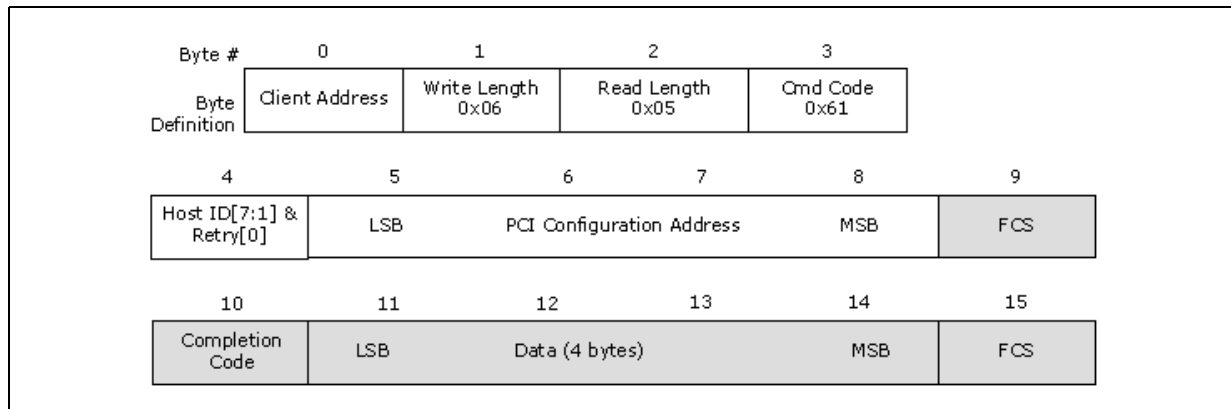 Byte # 0 1 2 3
Byte Definition
Client Address
Write Length
0x06
Read Length
0x05
Cmd Code
0x61
4 5 6 7 8 9
Host ID[7:1] &
Retry[0]
LSB PCI Configuration Address MSB FCS
10 11 12 13 14 15
Completion
Code
LSB Data (4 bytes) MSB FCS